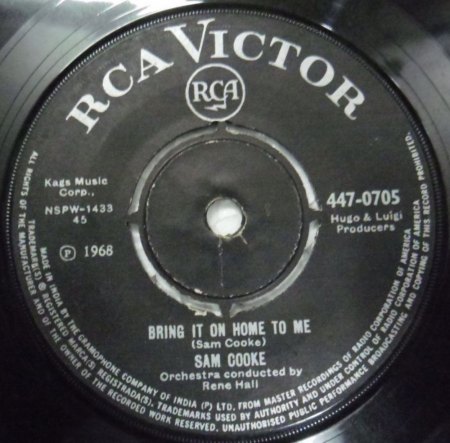 RCA VICTOR
RCA
Kags Music
Corp.,
NSPW-1433
45
℗ 1968
447-0705
Hugo & Luigi
Producers
BRING IT ON HOME TO ME
(Sam Cooke)
SAM COOKE
Orchestra conducted by
Rene Hall
ALL RIGHTS OF THE MANUFACTURER AND OF THE OWNER OF THE RECORDED WORK RESERVED. UNAUTHORISED PUBLIC PERFORMANCE BROADCASTING AND COPYING OF THIS RECORD PROHIBITED.
TRADEMARK(S) ® REGISTERED. MARCA(S) REGISTRADA(S). TRADEMARKS USED BY AUTHORITY AND UNDER CONTROL OF RADIO CORPORATION OF AMERICA
MADE IN INDIA BY THE GRAMOPHONE COMPANY OF INDIA (P) LTD., FROM MASTER RECORDINGS OF RADIO CORPORATION OF AMERICA